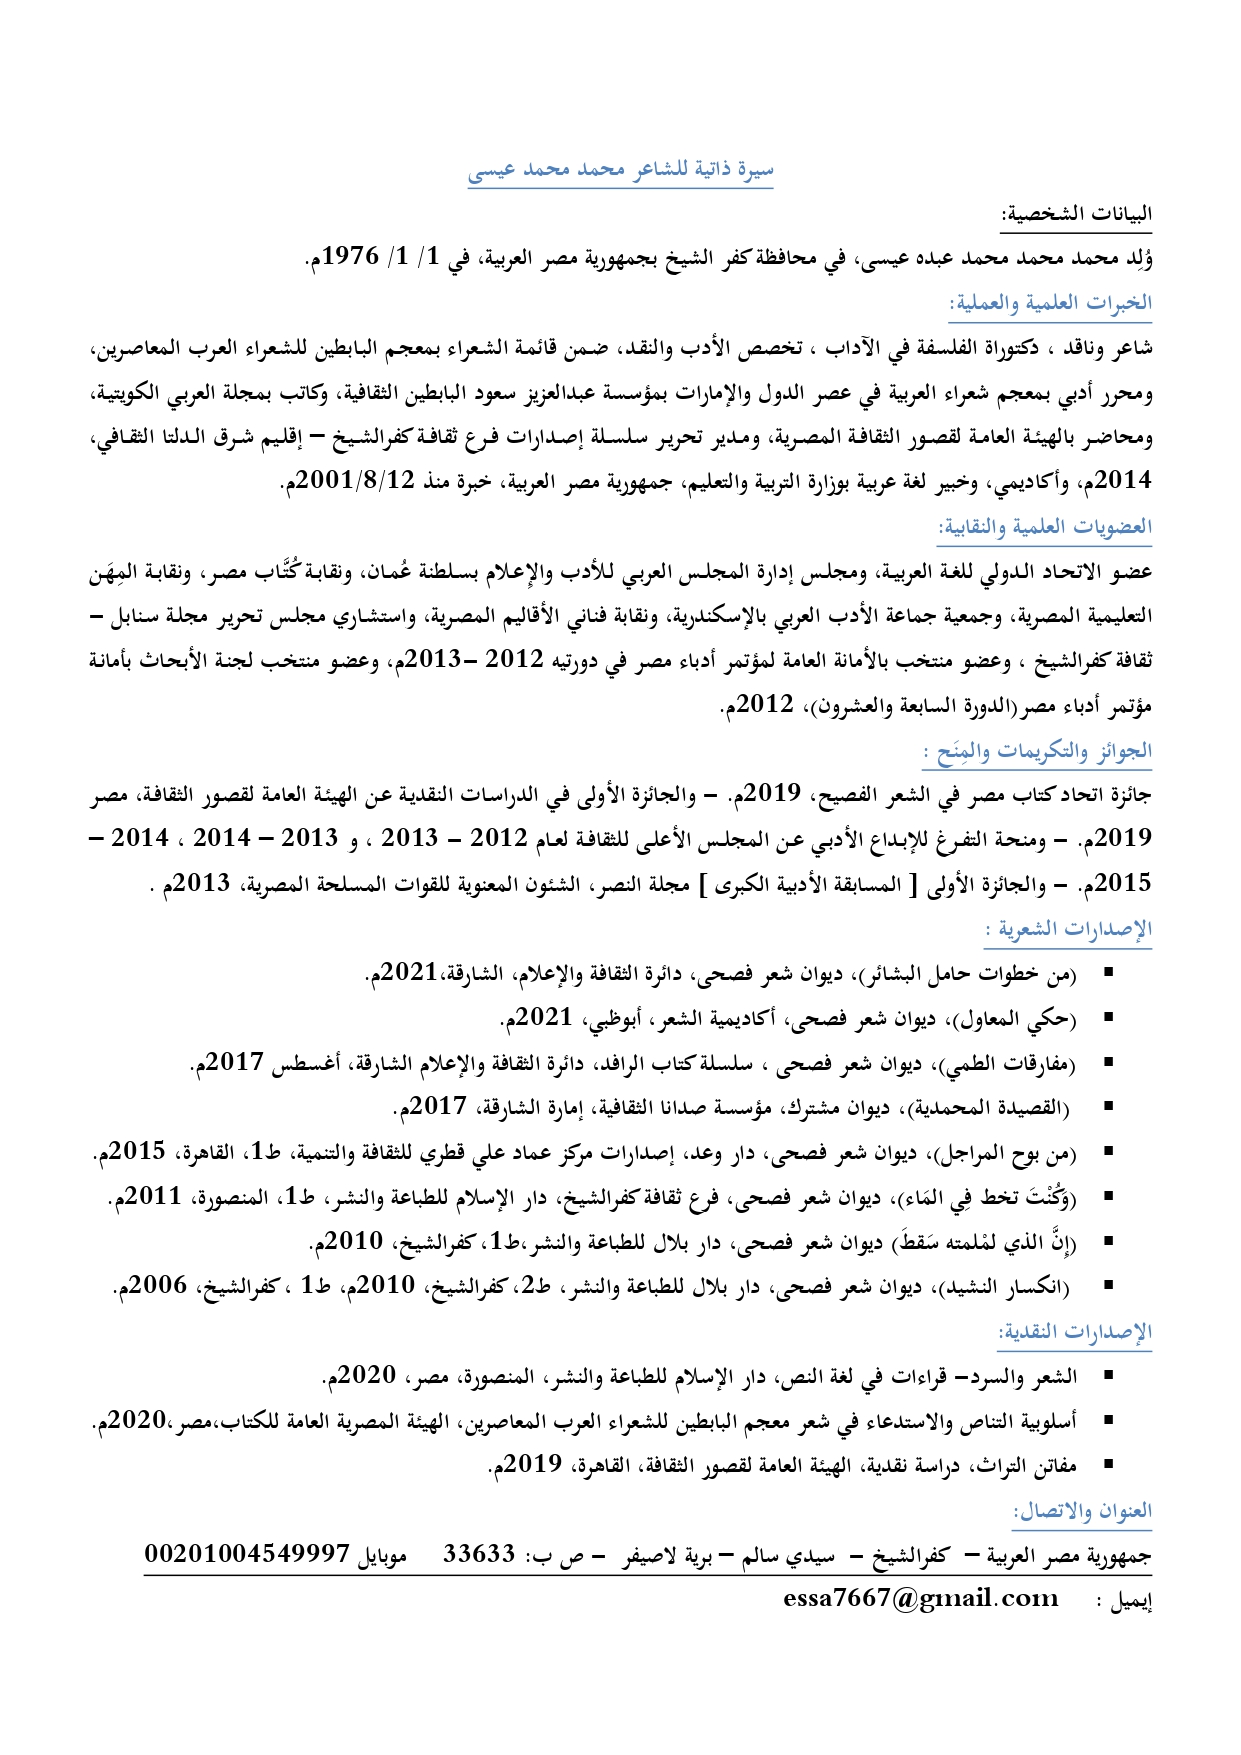 سيرة ذاتية للشاعر محمد محمد عيسى
البيانات الشخصية:
وُلِد محمد محمد محمد عبده عيسى، في محافظة كفر الشيخ بجمهورية مصر العربية، في 1/ 1/ 1976م.
الخبرات العلمية والعملية:
شاعر وناقد ، دكتوراة الفلسفة في الآداب ، تخصص الأدب والنقد، ضمن قائمة الشعراء بمعجم البابطين للشعراء العرب المعاصرين،
ومحرر أدبي بمعجم شعراء العربية في عصر الدول والإمارات بمؤسسة عبدالعزيز سعود البابطين الثقافية، وكاتب بمجلة العربي الكويتية،
ومحاضر بالهيئة العامة لقصور الثقافة المصرية، ومدير تحرير سلسلة إصدارات فرع ثقافة كفرالشيخ – إقليم شرق الدلتا الثقافي،
2014م، وأكاديمي، وخبير لغة عربية بوزارة التربية والتعليم، جمهورية مصر العربية، خبرة منذ 2001/8/12م.
العضويات العلمية والنقابية:
عضو الاتحاد الدولي للغة العربية، ومجلس إدارة المجلس العربي للأدب والإعلام بسلطنة عُمان، ونقابة كُتَّاب مصر، ونقابة المِهَن
التعليمية المصرية، وجمعية جماعة الأدب العربي بالإسكندرية، ونقابة فناني الأقاليم المصرية، واستشاري مجلس تحرير مجلة سنابل –
ثقافة كفرالشيخ ، وعضو منتخب بالأمانة العامة لمؤتمر أدباء مصر في دورتيه 2012 –2013م، وعضو منتخب لجنة الأبحاث بأمانة
مؤتمر أدباء مصر(الدورة السابعة والعشرون)، 2012م.
الجوائز والتكريمات والمِنَح :
جائزة اتحاد كتاب مصر في الشعر الفصيح، 2019م. – والجائزة الأولى في الدراسات النقدية عن الهيئة العامة لقصور الثقافة، مصر
2019م. – ومنحة التفرغ للإبداع الأدبي عن المجلس الأعلى للثقافة لعام 2012 – 2013 ، و 2013 – 2014 ، 2014 –
2015م. – والجائزة الأولى [ المسابقة الأدبية الكبرى ] مجلة النصر، الشئون المعنوية للقوات المسلحة المصرية، 2013م .
الإصدارات الشعرية :
▪ (من خطوات حامل البشائر)، ديوان شعر فصحى، دائرة الثقافة والإعلام، الشارقة،2021م.
▪ (حكي المعاول)، ديوان شعر فصحى، أكاديمية الشعر، أبوظبي، 2021م.
▪ (مفارقات الطمي)، ديوان شعر فصحى ، سلسلة كتاب الرافد، دائرة الثقافة والإعلام الشارقة، أغسطس 2017م.
▪ (القصيدة المحمدية)، ديوان مشترك، مؤسسة صدانا الثقافية، إمارة الشارقة، 2017م.
▪ (من بوح المراجل)، ديوان شعر فصحى، دار وعد، إصدارات مركز عماد علي قطري للثقافة والتنمية، ط1، القاهرة، 2015م.
▪ (وَكُنْتَ تخط فِي المَاء)، ديوان شعر فصحى، فرع ثقافة كفرالشيخ، دار الإسلام للطباعة والنشر، ط1، المنصورة، 2011م.
▪ (إِنَّ الذي لمْلمته سَقطَ) ديوان شعر فصحى، دار بلال للطباعة والنشر،ط1، كفرالشيخ، 2010م.
▪ (انكسار النشيد)، ديوان شعر فصحى، دار بلال للطباعة والنشر، ط2، كفرالشيخ، 2010م، ط1 ، كفرالشيخ، 2006م.
الإصدارات النقدية:
▪ الشعر والسرد– قراءات في لغة النص، دار الإسلام للطباعة والنشر، المنصورة، مصر، 2020م.
▪ أسلوبية التناص والاستدعاء في شعر معجم البابطين للشعراء العرب المعاصرين، الهيئة المصرية العامة للكتاب،مصر،2020م.
▪ مفاتن التراث، دراسة نقدية، الهيئة العامة لقصور الثقافة، القاهرة، 2019م.
العنوان والاتصال:
جمهورية مصر العربية – كفرالشيخ – سيدي سالم – برية لاصيفر – ص ب: 33633 موبايل 00201004549997
إيميل : essa7667@gmail.com